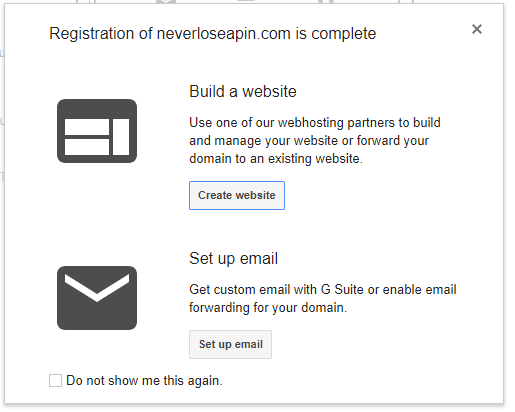 Registration of neverloseapin.com is complete
Build a website
Use one of our webhosting partners to build
and manage your website or forward your
domain to an existing website.
Create website
Set up email
Get custom email with G Suite or enable email
forwarding for your domain.
Set up email
Do not show me this again.